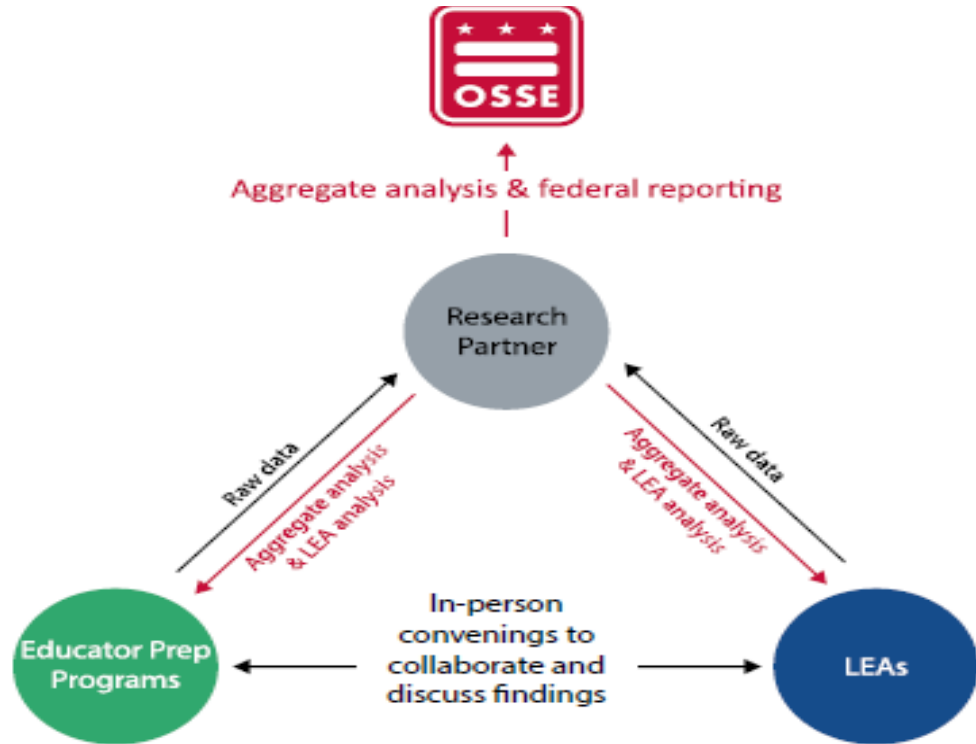 OSSE
Aggregate analysis & federal reporting
Research
Partner
Raw data
Aggregate analysis
& LEA analysis
Raw data
Aggregate analysis
& LEA analysis
Educator Prep
Programs
In-person
convenings to
collaborate and
discuss findings
LEAs